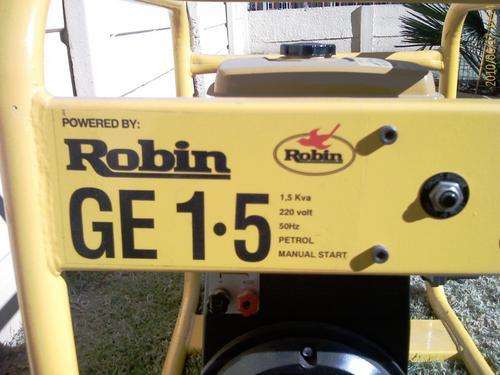 POWERED BY:
Robin
Robin
GE 1·5
1,5 Kva
220 volt
50Hz
PETROL
MANUAL START